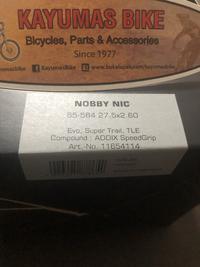 KAYUMAS BIKE
Bicycles, Parts & Accessories
Since 1977
NOBBY NIC
65-584 27.5x2.60
Evo, Super Trail, TLE
Compound : ADDIX SpeedGrip
Art.-No. 11654114